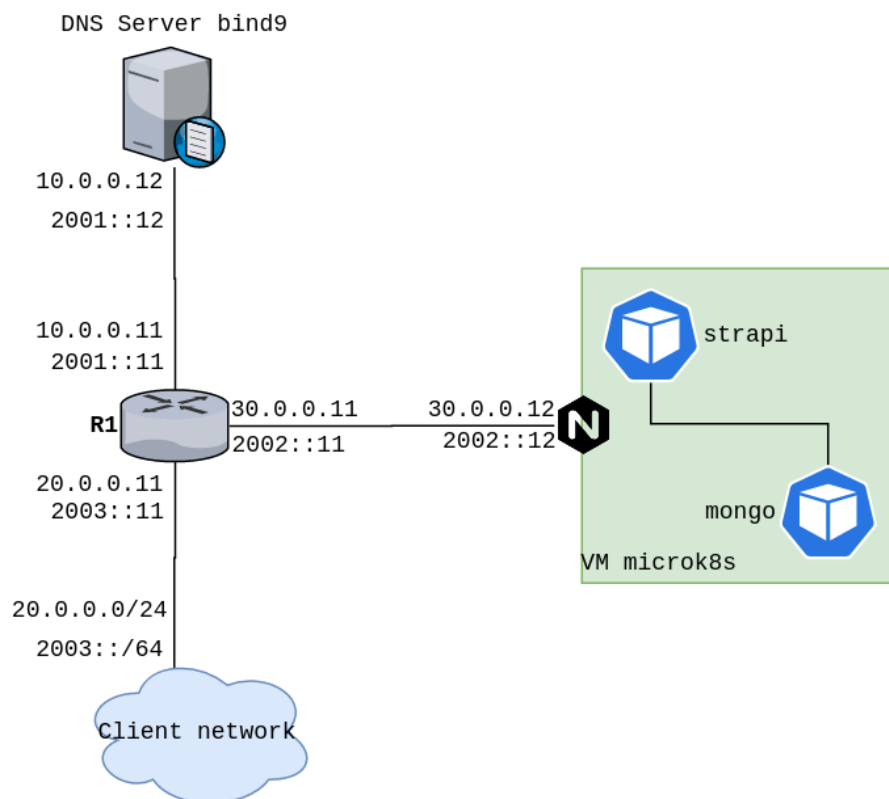 DNS Server bind9
10.0.0.12
2001::12
10.0.0.11
2001::11
R1
30.0.0.11
2002::11
30.0.0.12
2002::12
N
strapi
mongo
VM microk8s
20.0.0.11
2003::11
20.0.0.0/24
2003::/64
Client network